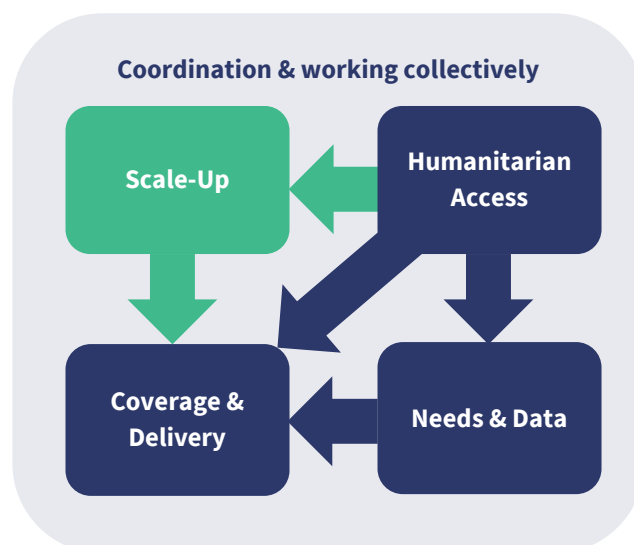 Coordination & working collectively
Scale-Up
Humanitarian
Access
Coverage &
Delivery
Needs & Data